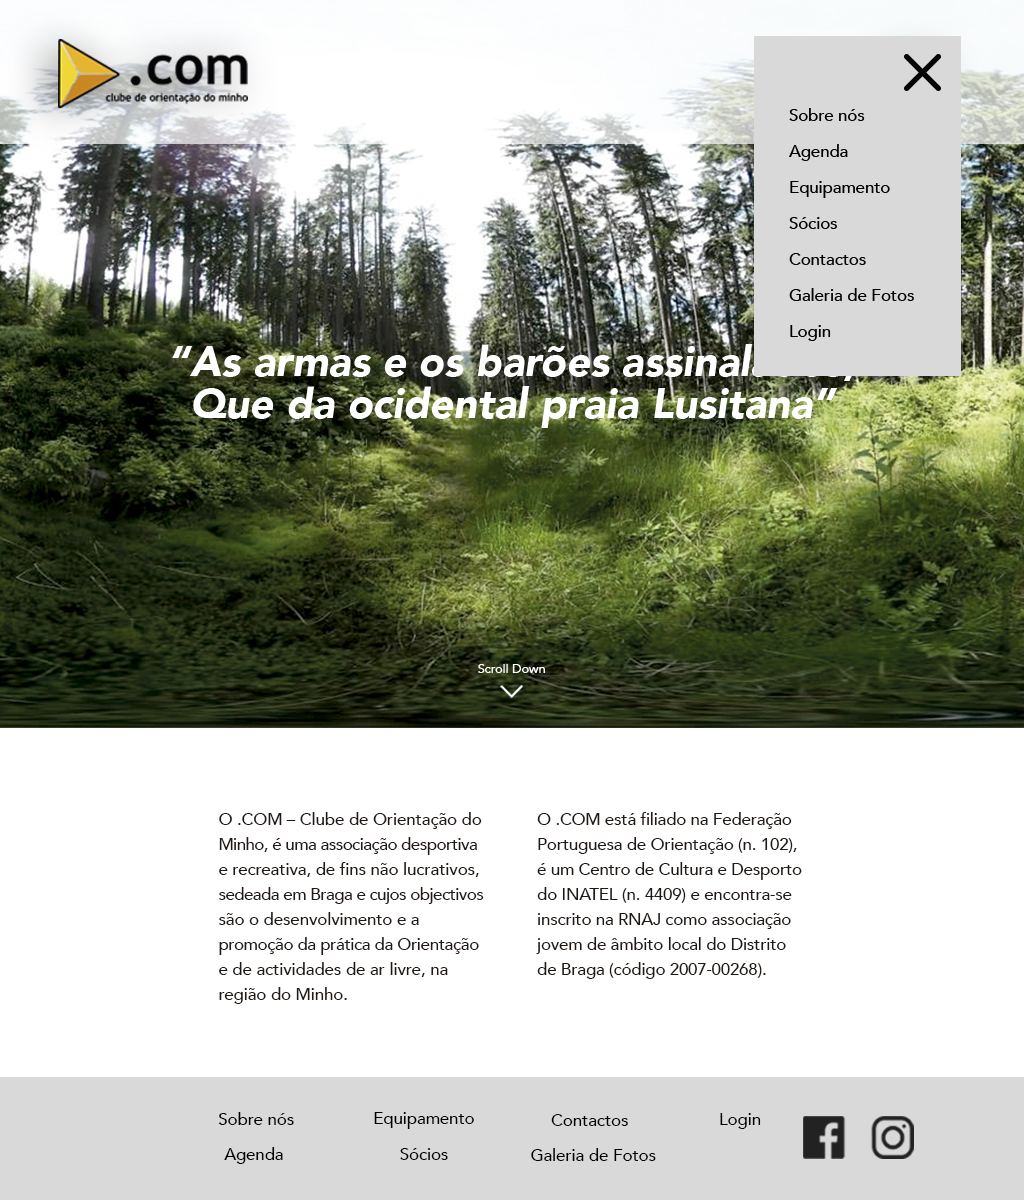 .com
clube de orientação do minho
Sobre nós
Agenda
Equipamento
Sócios
Contactos
Galeria de Fotos
Login
“As armas e os barões
Que da ocidental praia Lusitana”
Scroll Down
O .COM – Clube de Orientação do
Minho, é uma associação desportiva
e recreativa, de fins não lucrativos,
sedeada em Braga e cujos objectivos
são o desenvolvimento e a
promoção da prática da Orientação
e de actividades de ar livre, na
região do Minho.
O .COM está filiado na Federação
Portuguesa de Orientação (n. 102),
é um Centro de Cultura e Desporto
do INATEL (n. 4409) e encontra-se
inscrito na RNAJ como associação
jovem de âmbito local do Distrito
de Braga (código 2007-00268).
Sobre nós
Agenda
Equipamento
Sócios
Contactos
Galeria de Fotos
Login